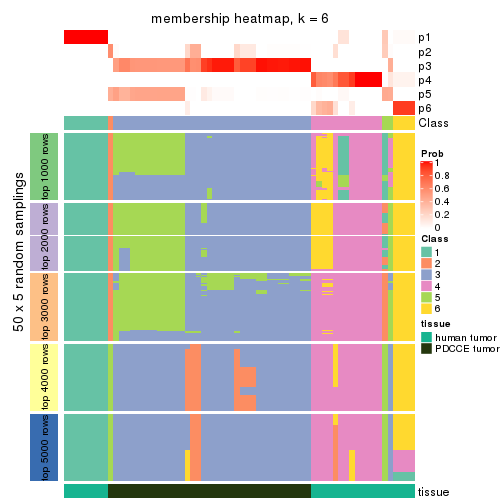 membership heatmap, k = 6
p1
p2
p3
p4
p5
p6
Class
50 x 5 random samplings
top 1000 rows
top 2000 rows
top 3000 rows
top 4000 rows
top 5000 rows
tissue
Prob
1
0.8
0.6
0.4
0.2
0
Class
1
2
3
4
5
6
tissue
human tumor
PDCCE tumor